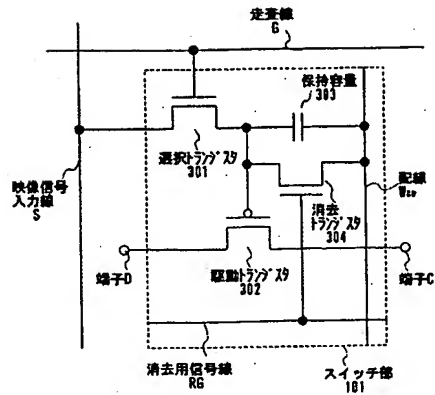 走査線
G
保持容量
303
選択トランジスタ
301
映像信号
入力線
S
配線
消去
トランジスタ
304
端子D
駆動トランジスタ
302
端子C
消去用信号線
RG
スイッチ部
101